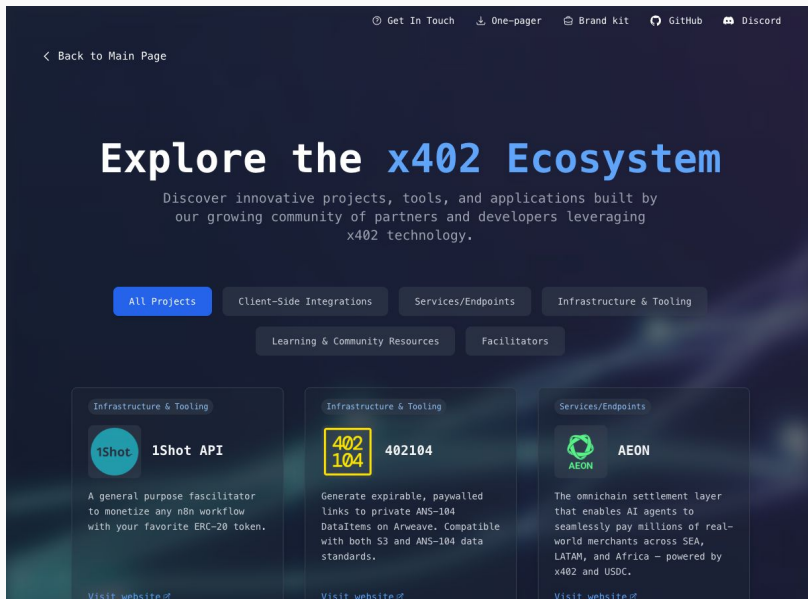 Get In Touch
One-pager
Brand kit
GitHub
Discord
Back to Main Page
Explore the x402 Ecosystem
Discover innovative projects, tools, and applications built by
our growing community of partners and developers leveraging
x402 technology.
All Projects
Client-Side Integrations
Services/Endpoints
Infrastructure & Tooling
Learning & Community Resources
Facilitators
Infrastructure & Tooling
1Shot
1Shot API
A general purpose fascilitator
to monetize any n8n workflow
with your favorite ERC-20 token.
Visit website
Infrastructure & Tooling
402
104
402104
Generate expirable, paywalled
links to private ANS-104
DataItems on Arweave. Compatible
with both S3 and ANS-104 data
standards.
Visit website
Services/Endpoints
AEON
AEON
The omnichain settlement layer
that enables AI agents to
seamlessly pay millions of real-
world merchants across SEA,
LATAM, and Africa — powered by
x402 and USDC.
Visit website